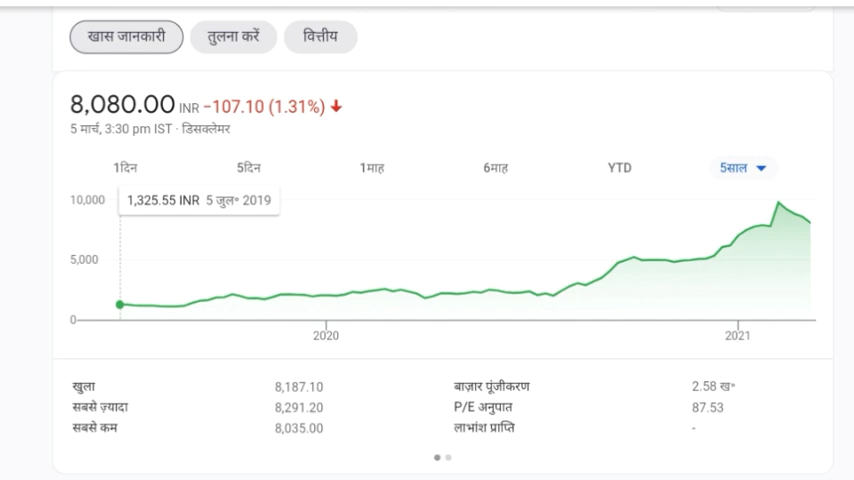 खास जानकारी तुलना करें वित्तीय
8,080.00 INR −107.10 (1.31%)
5 मार्च, 3:30 pm IST · डिसक्लेमर
1दिन 5दिन 1माह 6माह YTD 5साल
10,000 1,325.55 INR 5 जुल॰ 2019
5,000
0
2020 2021
खुला 8,187.10 बाज़ार पूंजीकरण 2.58 ख॰
सबसे ज़्यादा 8,291.20 P/E अनुपात 87.53
सबसे कम 8,035.00 लाभांश प्राप्ति -